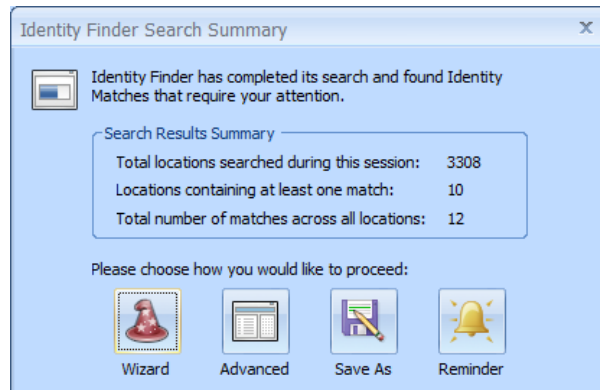 Identity Finder Search Summary
x
Identity Finder has completed its search and found Identity
Matches that require your attention.
Search Results Summary
Total locations searched during this session: 3308
Locations containing at least one match: 10
Total number of matches across all locations: 12
Please choose how you would like to proceed:
Wizard Advanced Save As Reminder